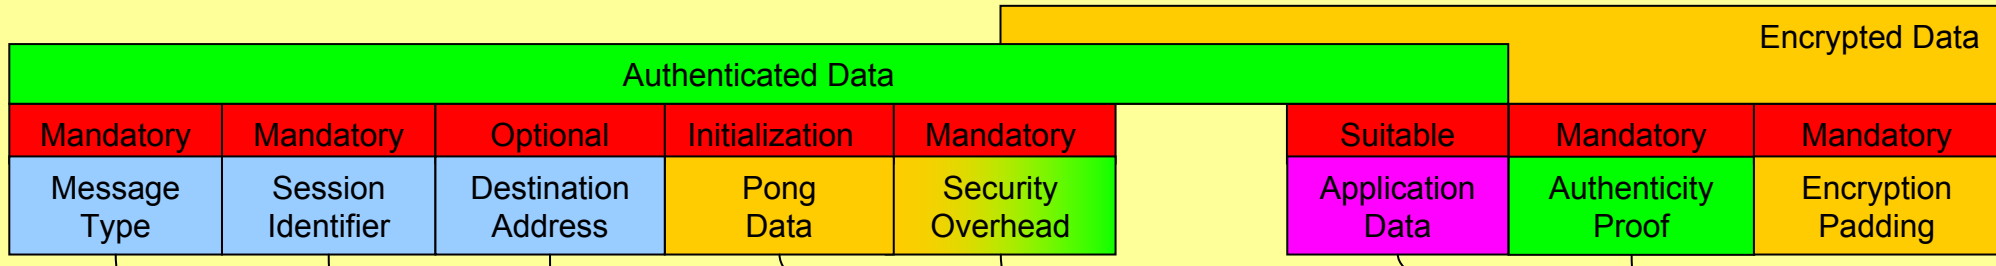 Encrypted Data
Authenticated Data
Mandatory
Mandatory
Optional
Initialization
Mandatory
Suitable
Mandatory
Mandatory
Message
Type
Session
Identifier
Destination
Address
Pong
Data
Security
Overhead
Application
Data
Authenticity
Proof
Encryption
Padding